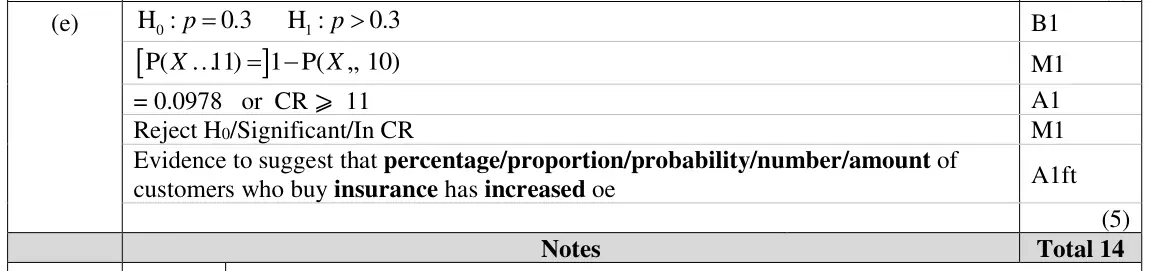 (e) H₀ : p = 0.3 H₁ : p > 0.3 B1
[P(X …11) =]1−P(X ,, 10) M1
= 0.0978 or CR ⩾ 11 A1
Reject H₀/Significant/In CR M1
Evidence to suggest that percentage/proportion/probability/number/amount of
customers who buy insurance has increased oe A1ft
(5)
Notes Total 14